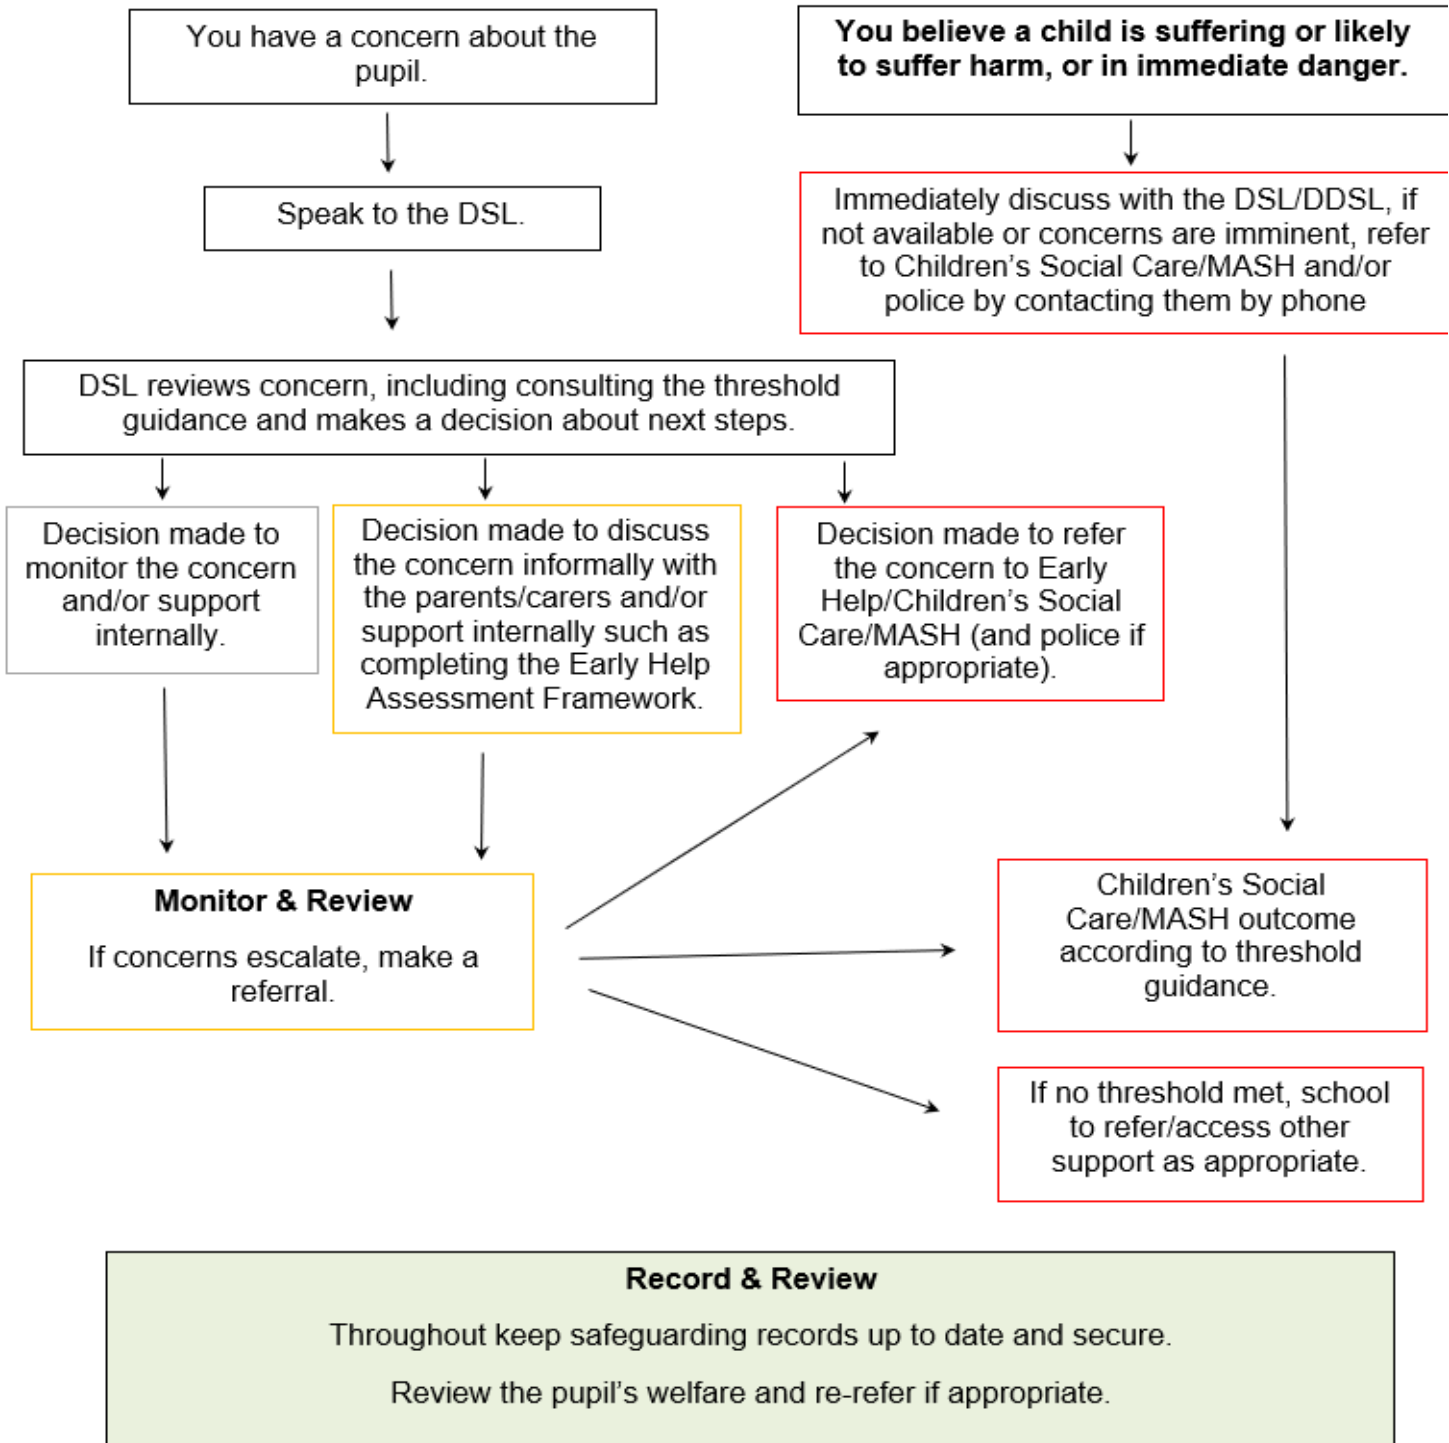 You have a concern about the
pupil.
You believe a child is suffering or likely
to suffer harm, or in immediate danger.
Speak to the DSL.
Immediately discuss with the DSL/DDSL, if
not available or concerns are imminent, refer
to Children’s Social Care/MASH and/or
police by contacting them by phone
DSL reviews concern, including consulting the threshold
guidance and makes a decision about next steps.
Decision made to
monitor the concern
and/or support
internally.
Decision made to discuss
the concern informally with
the parents/carers and/or
support internally such as
completing the Early Help
Assessment Framework.
Decision made to refer
the concern to Early
Help/Children’s Social
Care/MASH (and police if
appropriate).
Monitor & Review
If concerns escalate, make a
referral.
Children’s Social
Care/MASH outcome
according to threshold
guidance.
If no threshold met, school
to refer/access other
support as appropriate.
Record & Review
Throughout keep safeguarding records up to date and secure.
Review the pupil’s welfare and re-refer if appropriate.